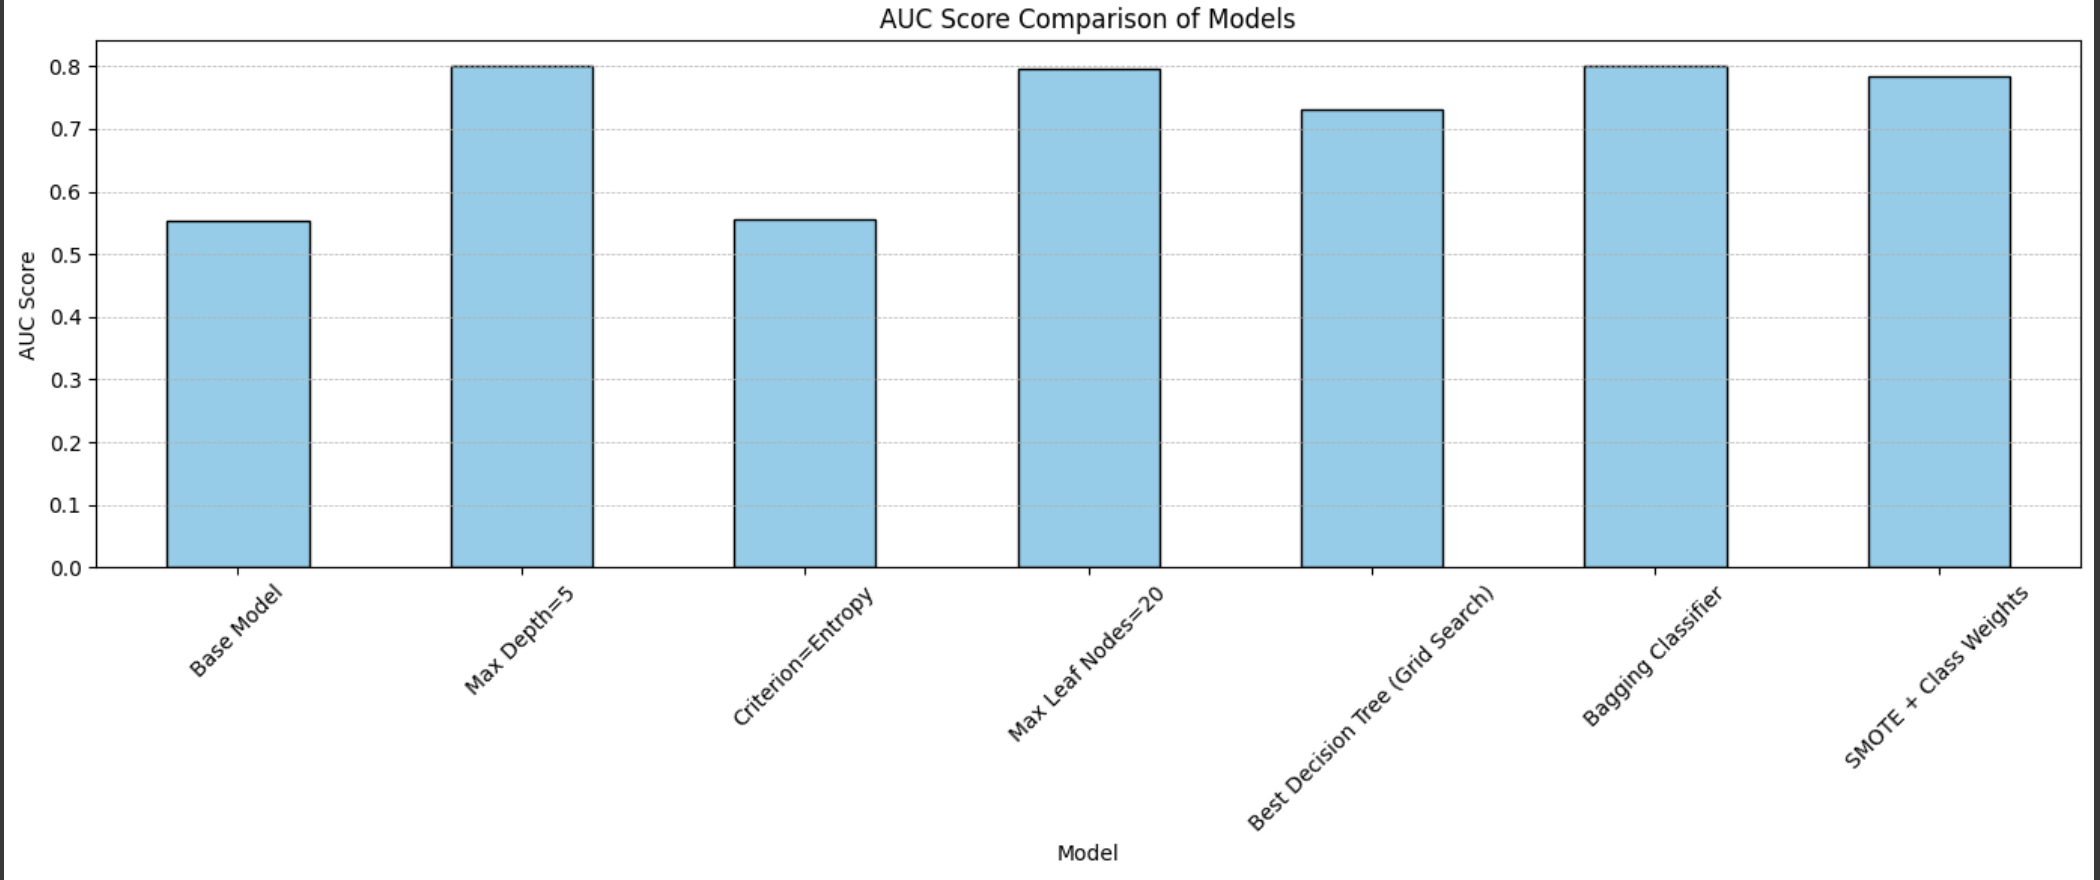 AUC Score Comparison of Models
AUC Score
0.8
0.7
0.6
0.5
0.4
0.3
0.2
0.1
0.0
Base Model
Max Depth=5
Criterion=Entropy
Max Leaf Nodes=20
Best Decision Tree (Grid Search)
Bagging Classifier
SMOTE + Class Weights
Model